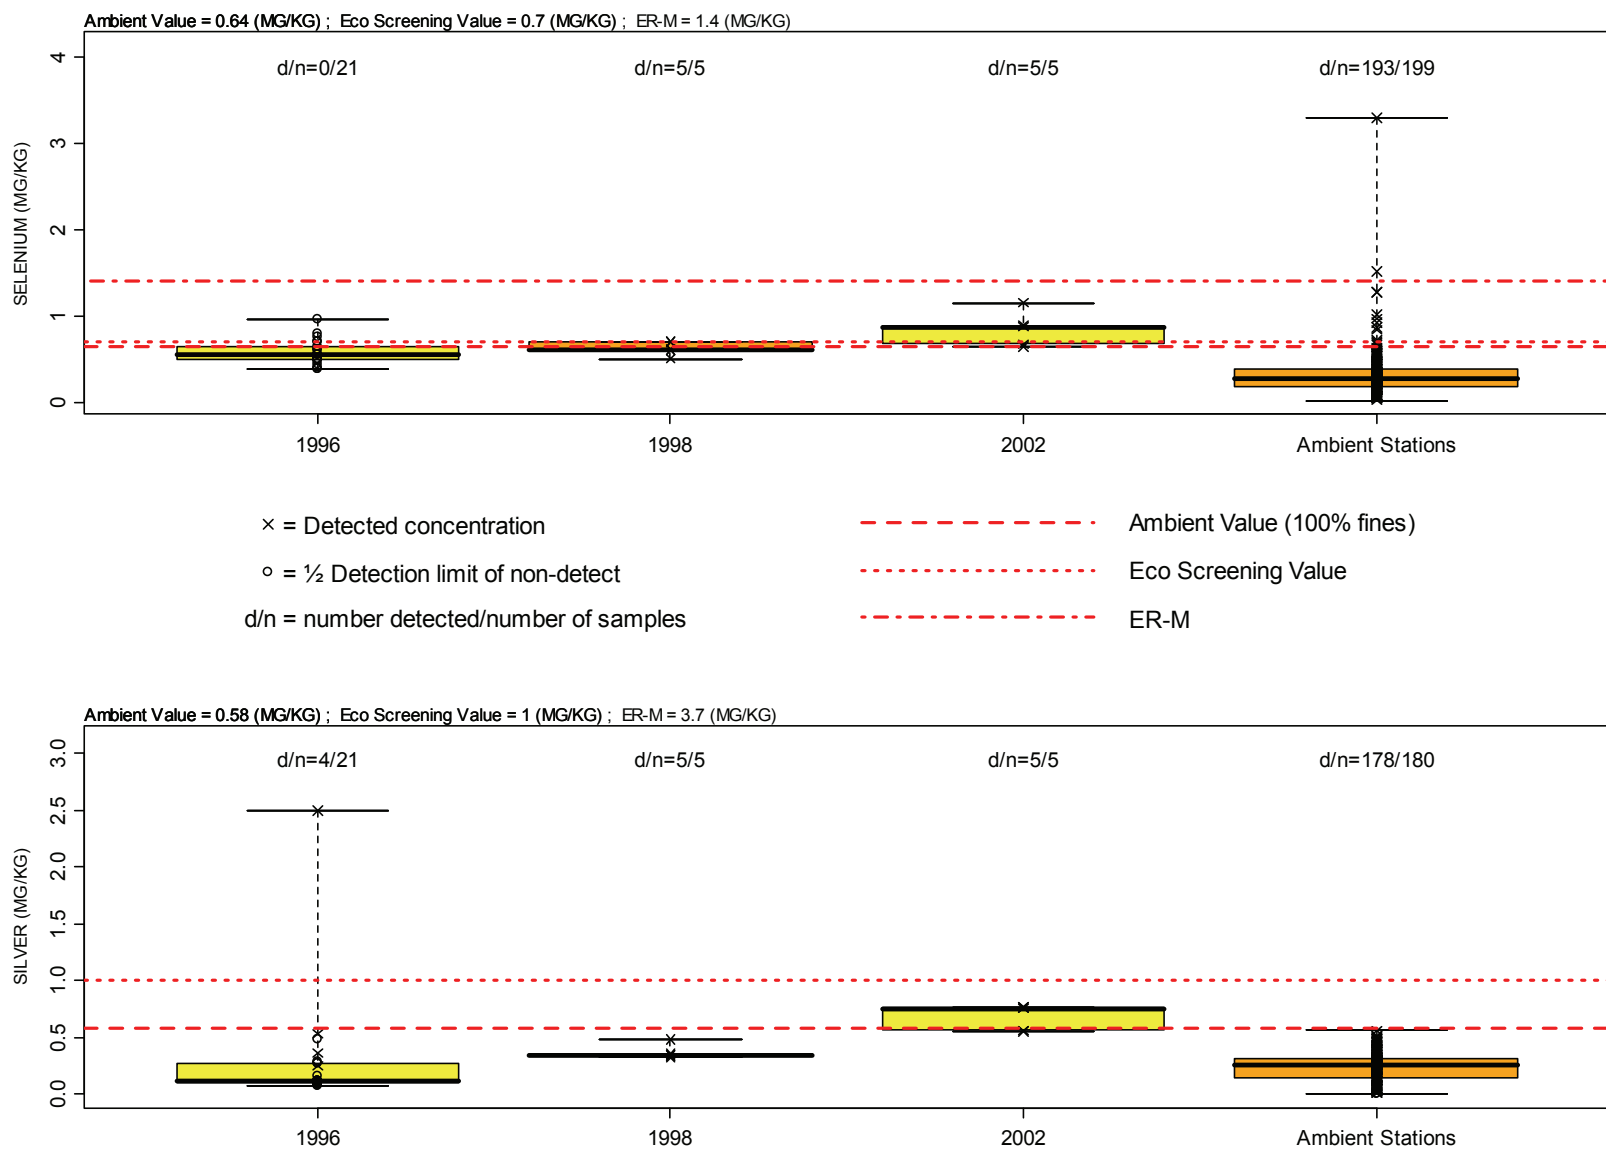 Ambient Value = 0.64 (MG/KG) ; Eco Screening Value = 0.7 (MG/KG) ; ER-M = 1.4 (MG/KG)
SELENIUM (MG/KG)
4
3
2
1
0
d/n=0/21
d/n=5/5
d/n=5/5
d/n=193/199
1996
1998
2002
Ambient Stations
× = Detected concentration
o = ½ Detection limit of non-detect
d/n = number detected/number of samples
Ambient Value (100% fines)
Eco Screening Value
ER-M
Ambient Value = 0.58 (MG/KG) ; Eco Screening Value = 1 (MG/KG) ; ER-M = 3.7 (MG/KG)
SILVER (MG/KG)
3.0
2.5
2.0
1.5
1.0
0.5
0.0
d/n=4/21
d/n=5/5
d/n=5/5
d/n=178/180
1996
1998
2002
Ambient Stations